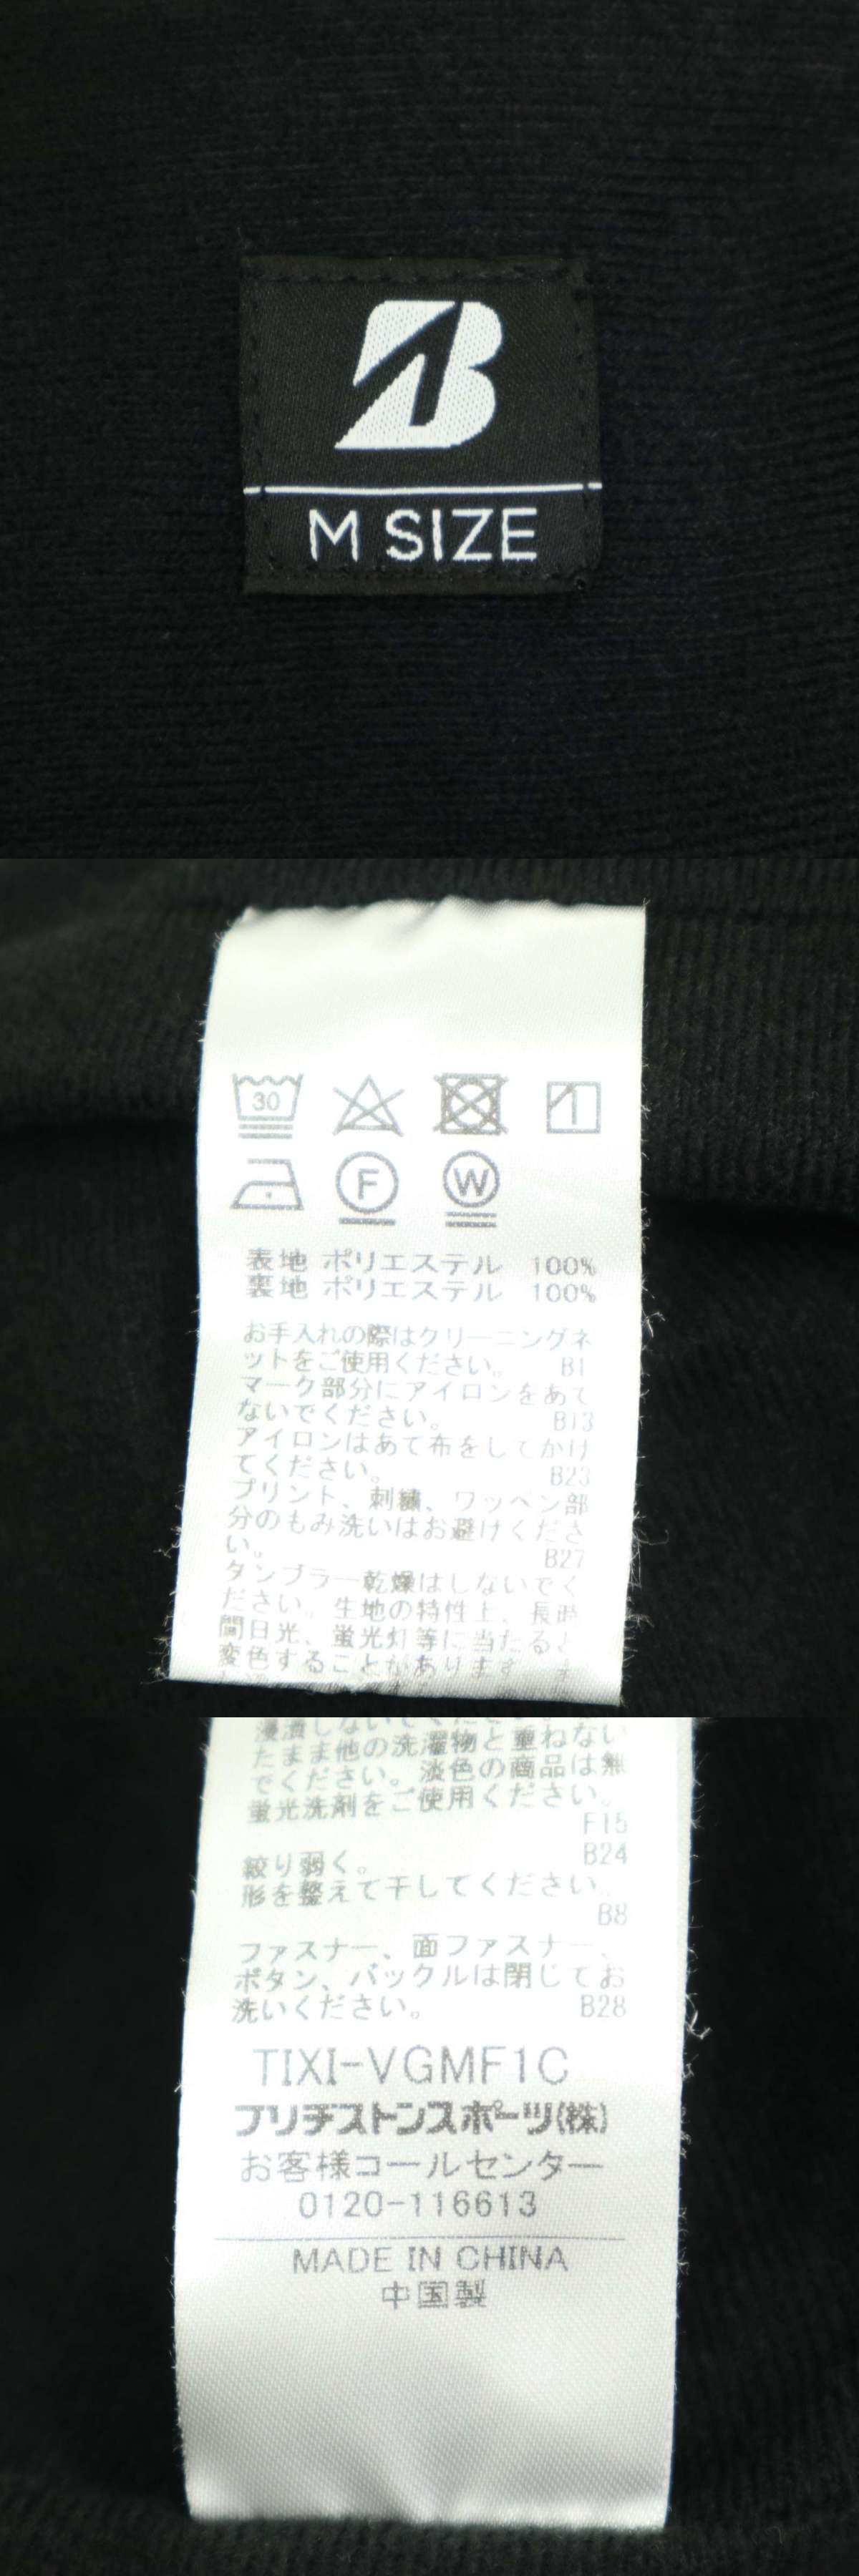 B
M SIZE
30
F
W
表地 ポリエステル 100%
裏地 ポリエステル 100%
お手入れの際はクリーニングネ
ットをご使用ください。 B1
マーク部分にアイロンをあて
ないでください。 B13
アイロンはあて布をしてかけ
てください。 B23
プリント、刺繍、ワッペン部
分のもみ洗いはお避けくださ
い。 B27
タンブラー乾燥はしないでく
ださい。生地の特性上、長時
間日光、蛍光灯等に当たると
変色することがあります
浸漬しないでください。
たまま他の洗濯物と重ねない
でください。淡色の商品は無
蛍光洗剤をご使用ください。
F15
絞り弱く。 B24
形を整えて干してください。
B8
ファスナー、面ファスナー、
ボタン、バックルは閉じてお
洗いください。 B28
TIXI-VGMF1C
ブリヂストンスポーツ(株)
お客様コールセンター
0120-116613
MADE IN CHINA
中国製